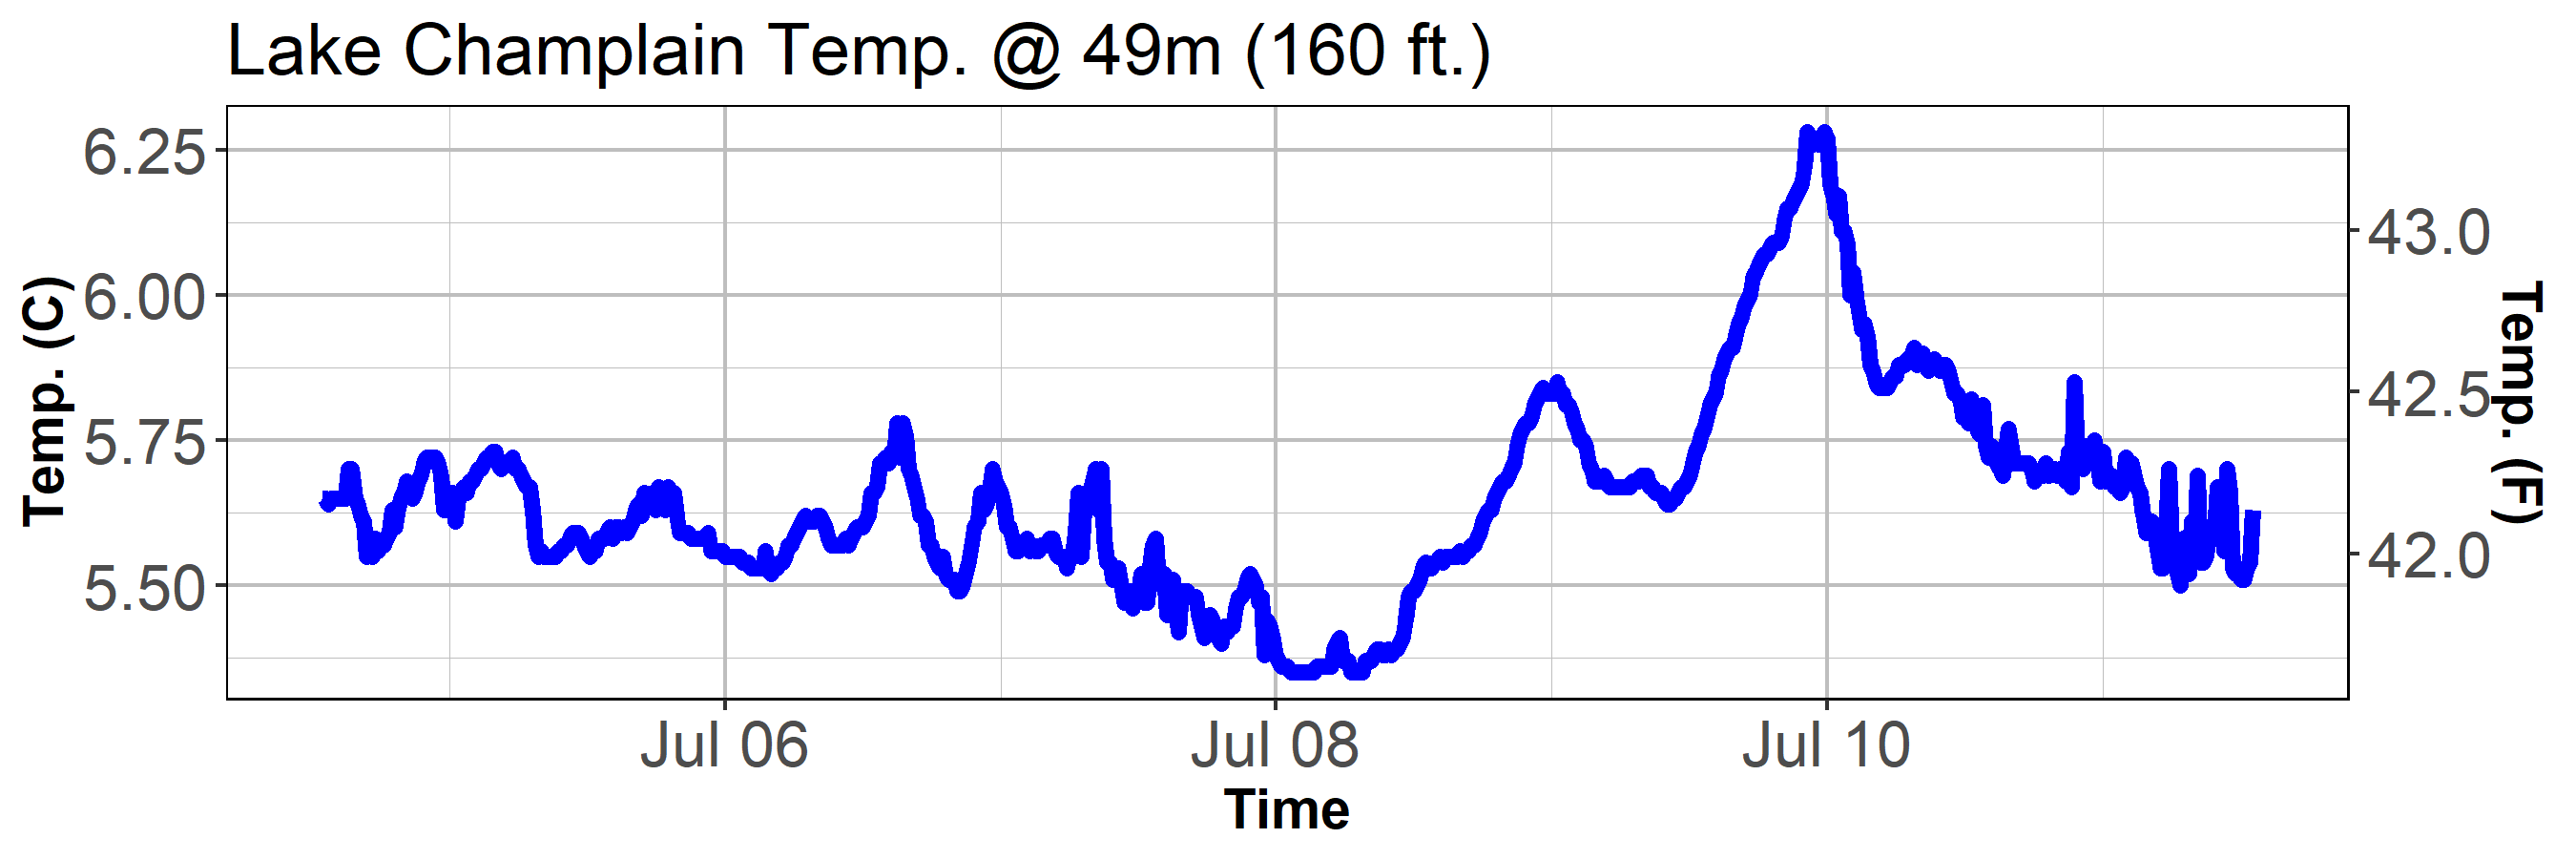 Lake Champlain Temp. @ 49m (160 ft.)
Temp. (C)
6.25
6.00
5.75
5.50
43.0
42.5
42.0
Temp. (F)
Jul 06
Jul 08
Jul 10
Time